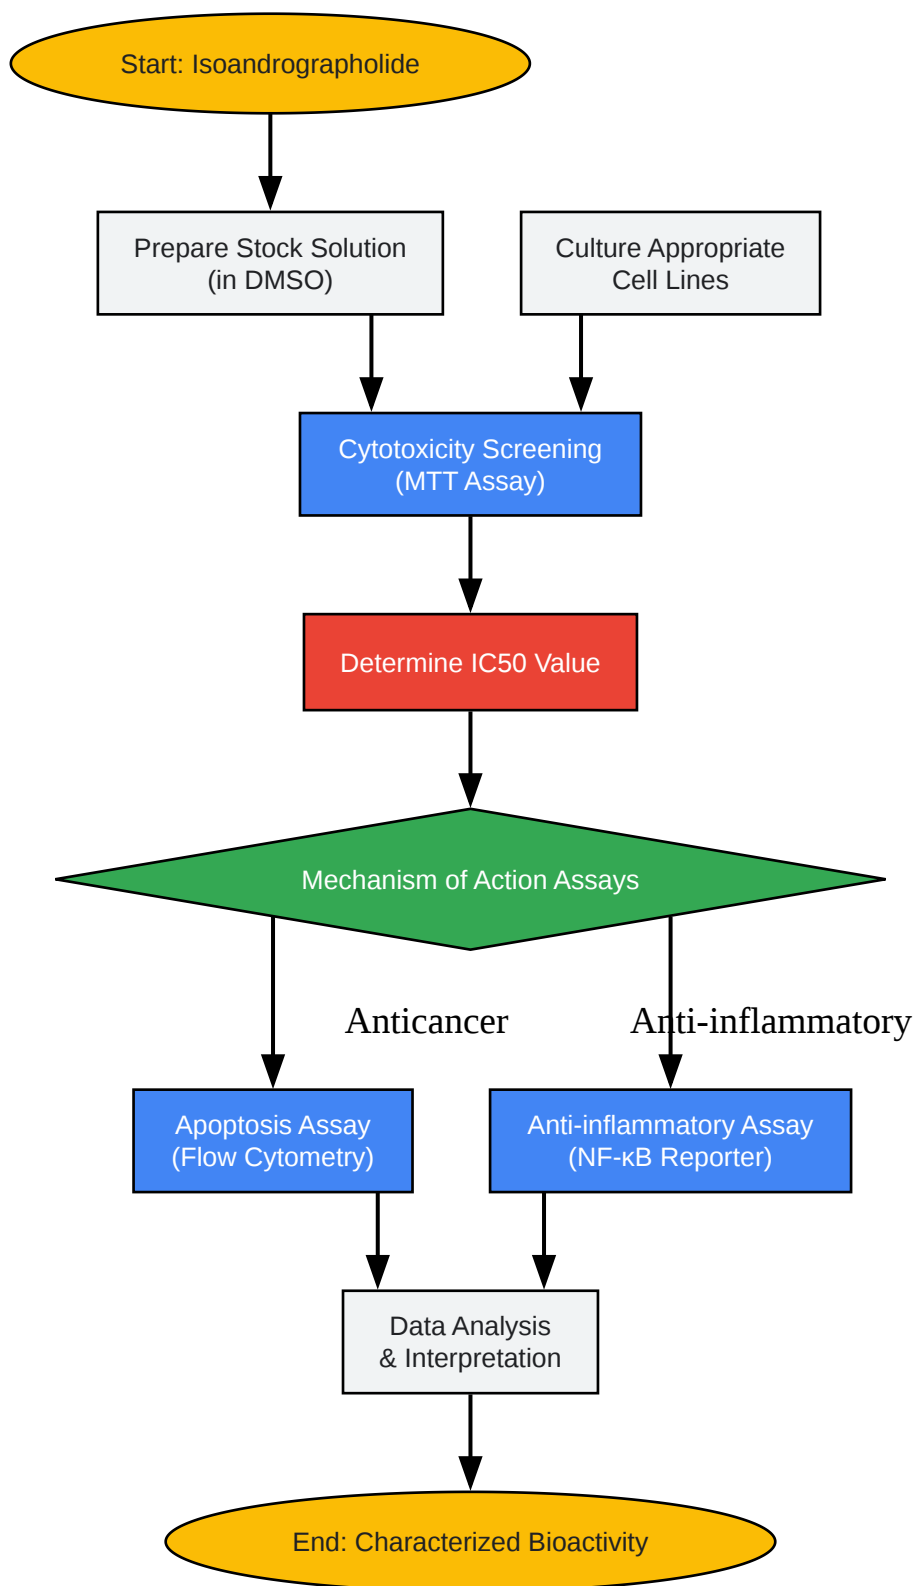 Start: Isoandrographolide
Prepare Stock Solution
(in DMSO)
Culture Appropriate
Cell Lines
Cytotoxicity Screening
(MTT Assay)
Determine IC50 Value
Mechanism of Action Assays
Anticancer
Anti-inflammatory
Apoptosis Assay
(Flow Cytometry)
Anti-inflammatory Assay
(NF-κB Reporter)
Data Analysis
& Interpretation
End: Characterized Bioactivity